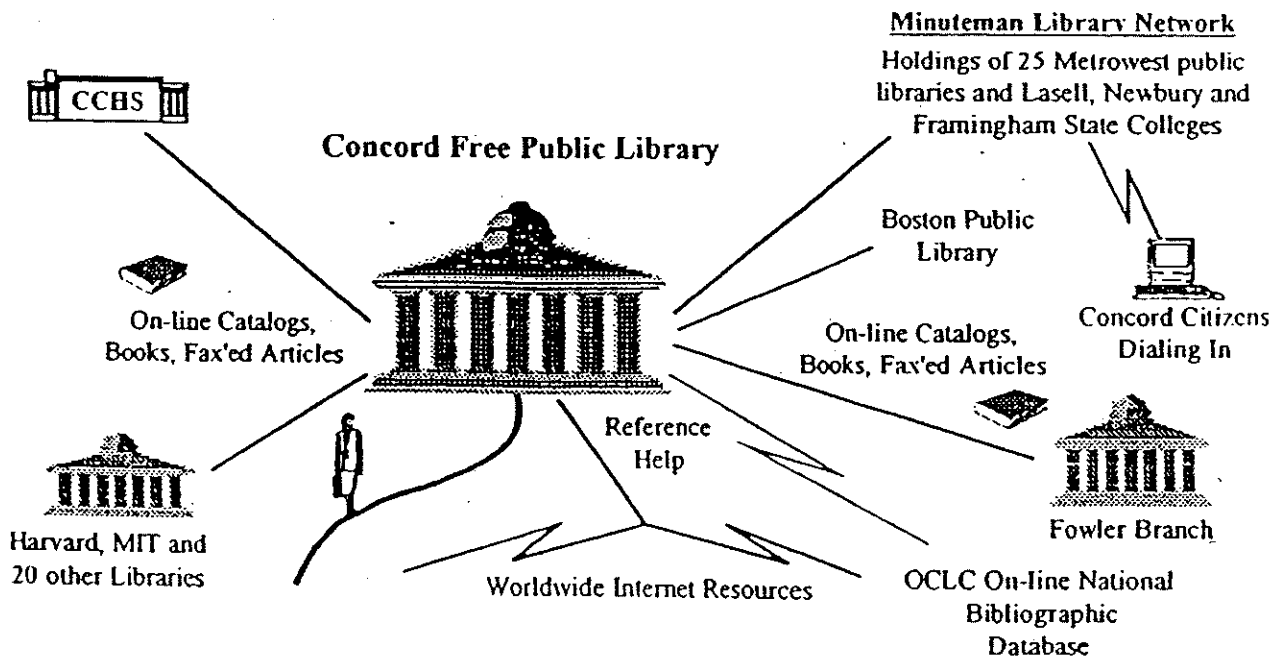 Minuteman Library Network
Holdings of 25 Metrowest public
libraries and Lasell, Newbury and
Framingham State Colleges
CCHS
Concord Free Public Library
Boston Public
Library
On-line Catalogs,
Books, Fax'ed Articles
Concord Citizens
Dialing In
On-line Catalogs,
Books, Fax'ed Articles
Reference
Help
Harvard, MIT and
20 other Libraries
Fowler Branch
Worldwide Internet Resources
OCLC On-line National
Bibliographic
Database